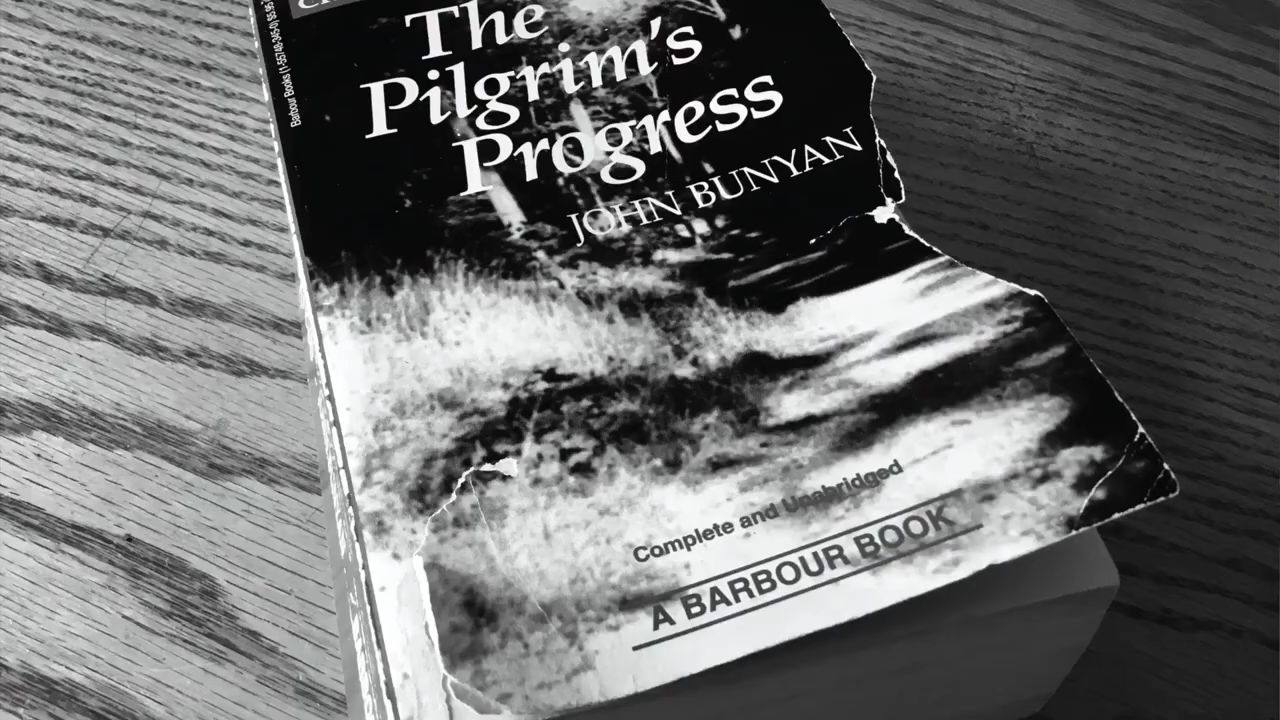 The
Pilgrim's
Progress
JOHN BUNYAN
Complete and Unabridged
A BARBOUR BOOK
Barbour Books